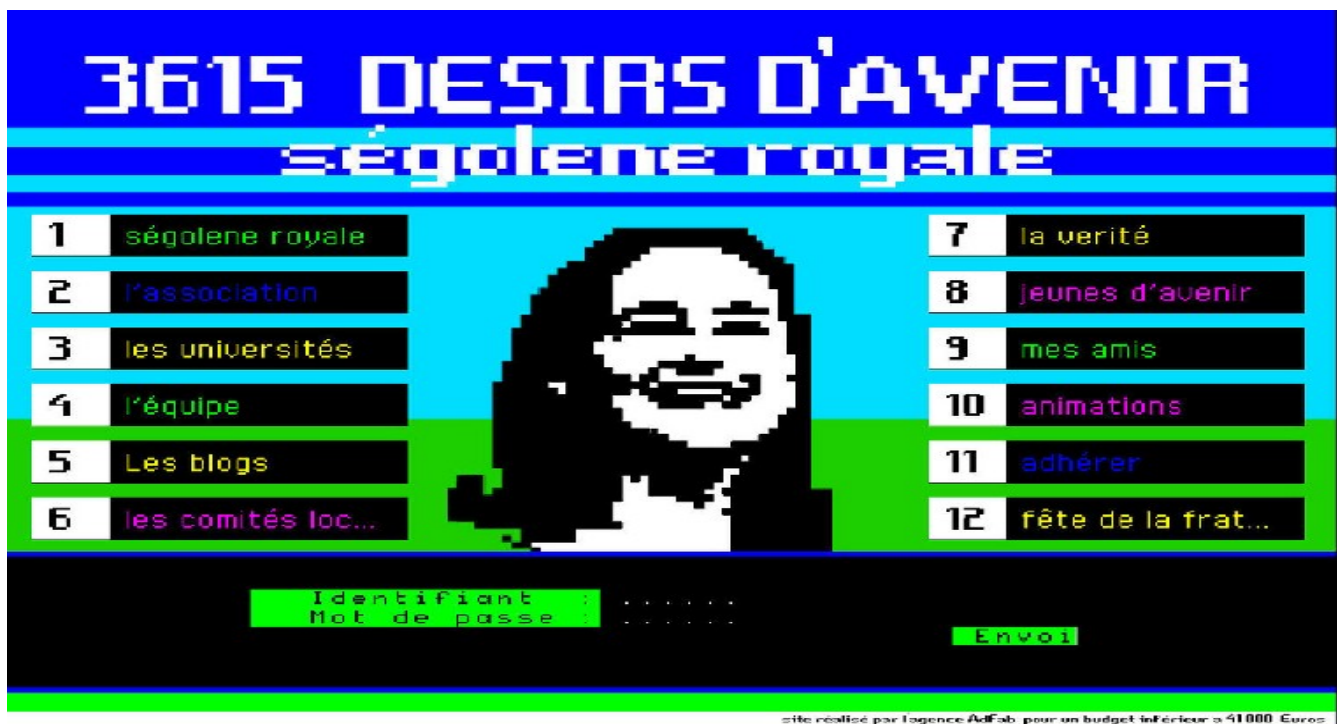 3615 DESIRS D'AVENIR
ségolene royale
1 ségolene royale
2 l'association
3 les universités
4 l'équipe
5 Les blogs
6 les comités loc...
7 la verité
8 jeunes d'avenir
9 mes amis
10 animations
11 adhérer
12 fête de la frat...
Identifiant : ......
Mot de passe : ......
Envoi
site réalisé par lagence AdFab pour un budget inférieur a 41000 Euros